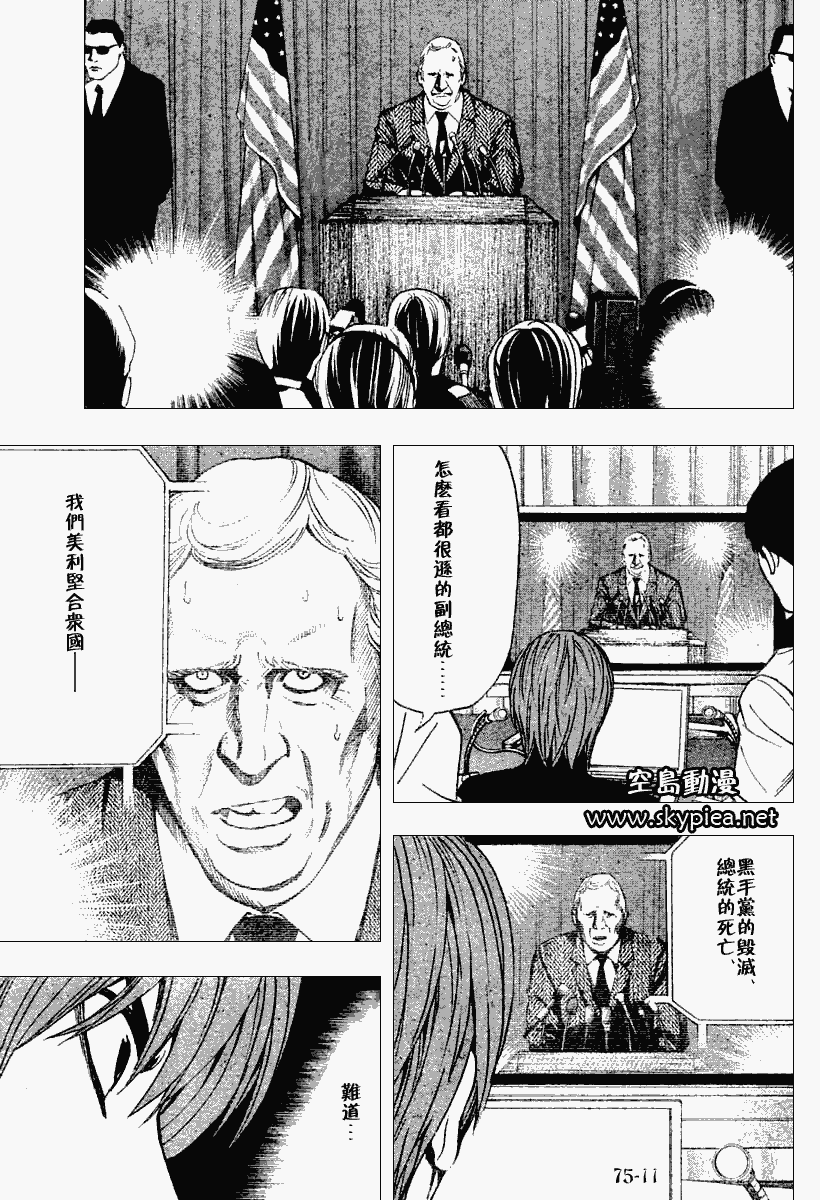 怎麼看都很遜的副總統……
空島動漫
www.skypiea.net
黑手黨的毀滅、
總統的死亡、
我們美利堅合衆國——
難道…
75-11